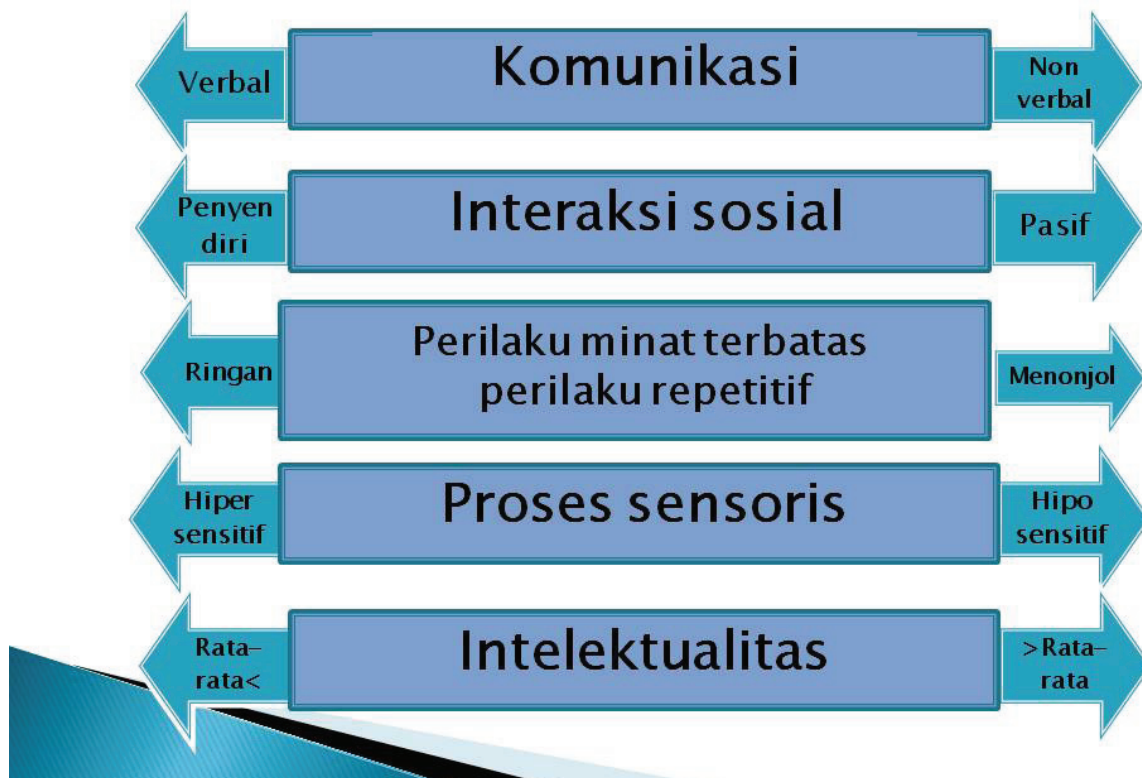 Verbal
Komunikasi
Non
verbal
Penyen
diri
Interaksi sosial
Pasif
Ringan
Perilaku minat terbatas
perilaku repetitif
Menonjol
Hiper
sensitif
Proses sensoris
Hipo
sensitif
Rata–
rata<
Intelektualitas
>Rata–
rata